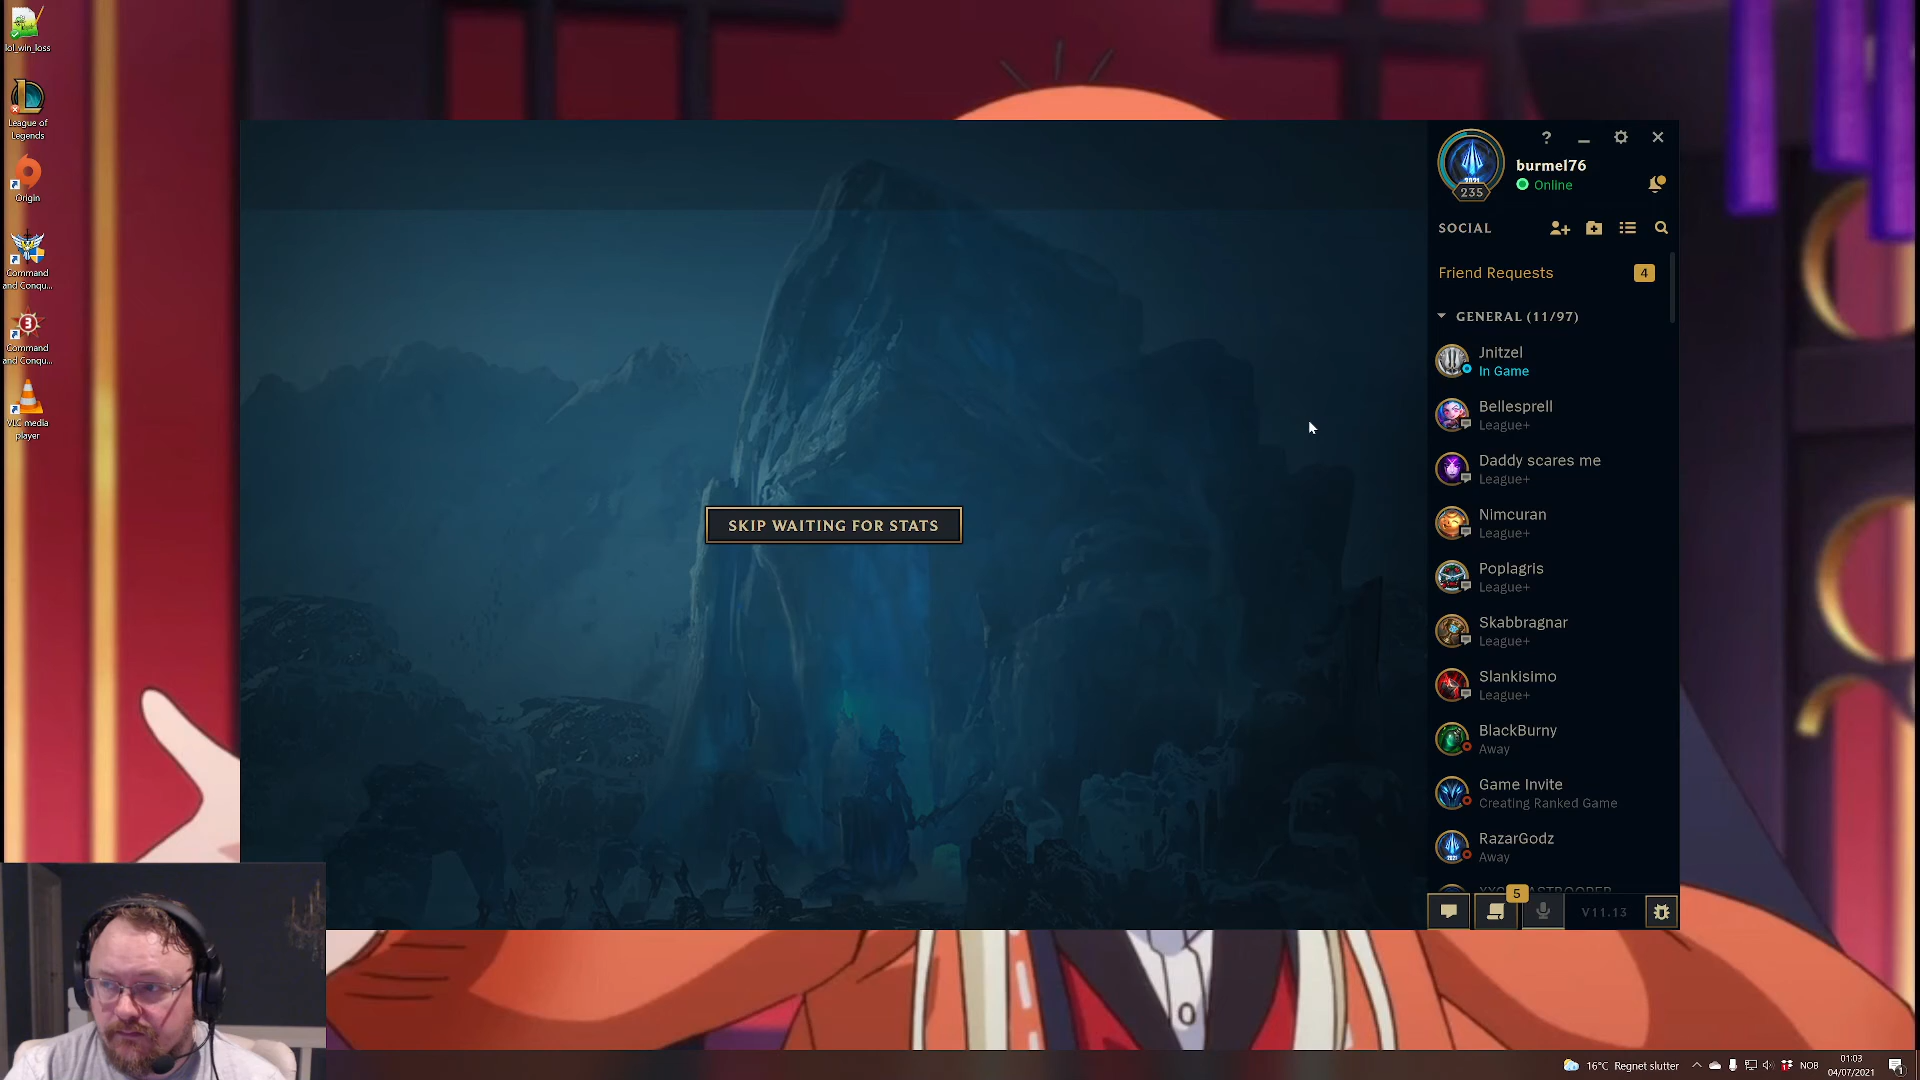 lol_win_loss
League of
Legends
Origin
Command
and Conqu...
3
Command
and Conqu...
VLC media
player
SKIP WAITING FOR STATS
?
2021
235
burmel76
Online
SOCIAL
Friend Requests
4
GENERAL (11/97)
Jnitzel
In Game
Bellesprell
League+
Daddy scares me
League+
Nimcuran
League+
Poplagris
League+
Skabbragnar
League+
Slankisimo
League+
BlackBurny
Away
Game Invite
Creating Ranked Game
RazarGodz
Away
5
V11.13
16°C Regnet slutter
NOB
01:03
04/07/2021
1